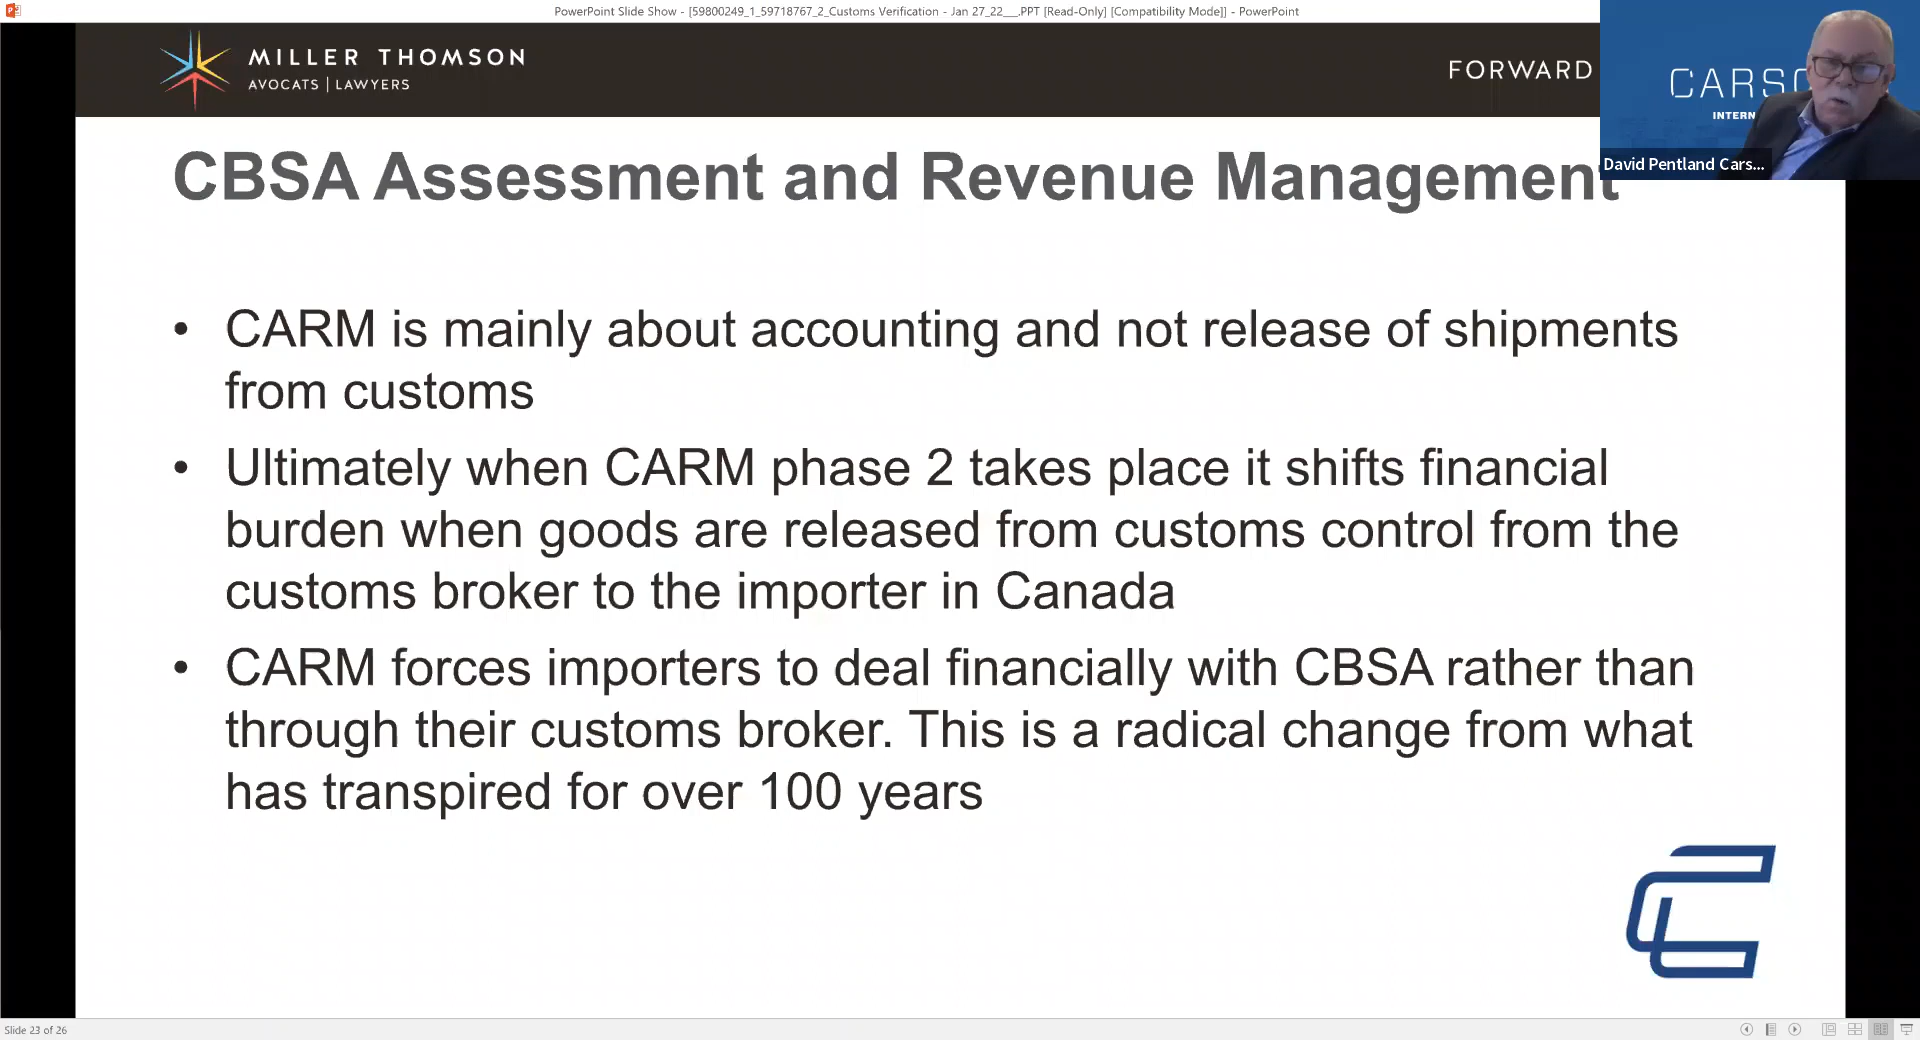 PowerPoint Slide Show - [59800249_1_59718767_2_Customs Verification - Jan 27_22__.PPT [Read-Only] [Compatibility Mode]] - PowerPoint
MILLER THOMSON
AVOCATS | LAWYERS
FORWARD
CARSO
INTERN
David Pentland Cars...
CBSA Assessment and Revenue Management
• CARM is mainly about accounting and not release of shipments
from customs
• Ultimately when CARM phase 2 takes place it shifts financial
burden when goods are released from customs control from the
customs broker to the importer in Canada
• CARM forces importers to deal financially with CBSA rather than
through their customs broker. This is a radical change from what
has transpired for over 100 years
Slide 23 of 26